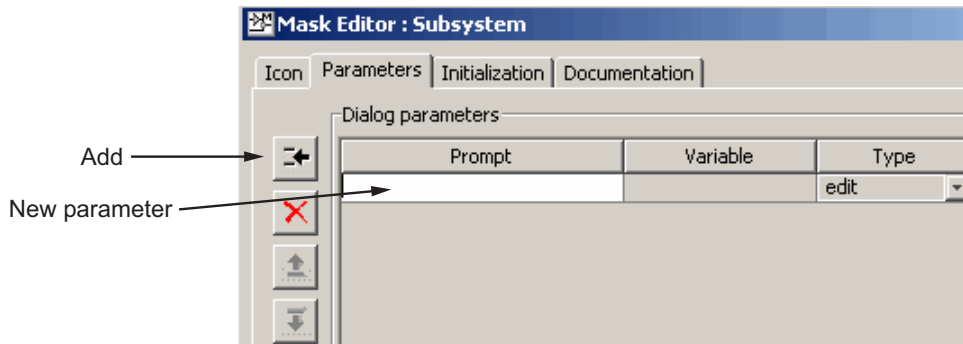 Mask Editor : Subsystem
Icon Parameters Initialization Documentation
Dialog parameters
Add
Prompt Variable Type
edit
New parameter